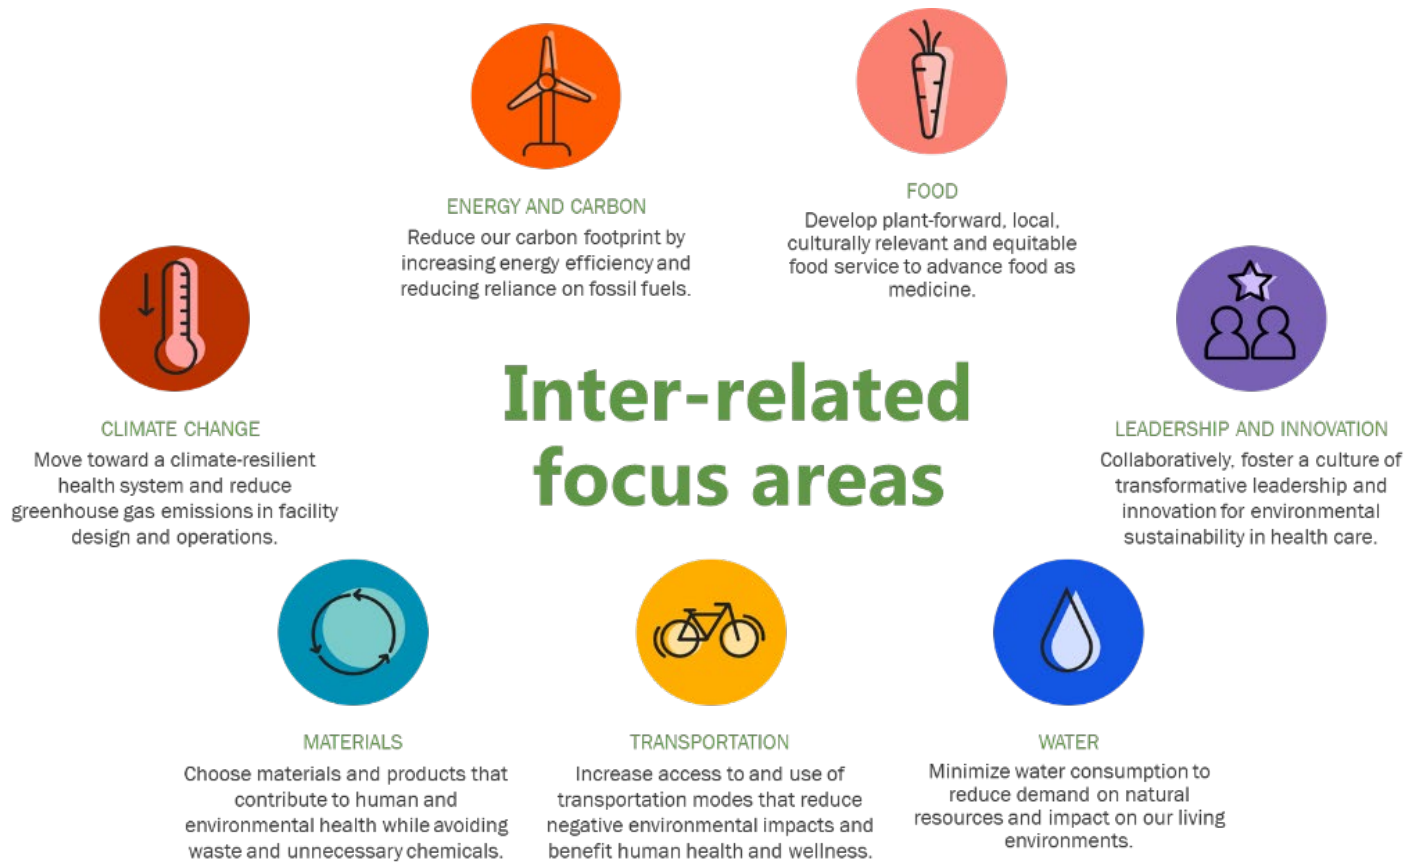 ENERGY AND CARBON
Reduce our carbon footprint by
increasing energy efficiency and
reducing reliance on fossil fuels.
FOOD
Develop plant-forward, local,
culturally relevant and equitable
food service to advance food as
medicine.
CLIMATE CHANGE
Move toward a climate-resilient
health system and reduce
greenhouse gas emissions in facility
design and operations.
Inter-related
focus areas
LEADERSHIP AND INNOVATION
Collaboratively, foster a culture of
transformative leadership and
innovation for environmental
sustainability in health care.
MATERIALS
Choose materials and products that
contribute to human and
environmental health while avoiding
waste and unnecessary chemicals.
TRANSPORTATION
Increase access to and use of
transportation modes that reduce
negative environmental impacts and
benefit human health and wellness.
WATER
Minimize water consumption to
reduce demand on natural
resources and impact on our living
environments.